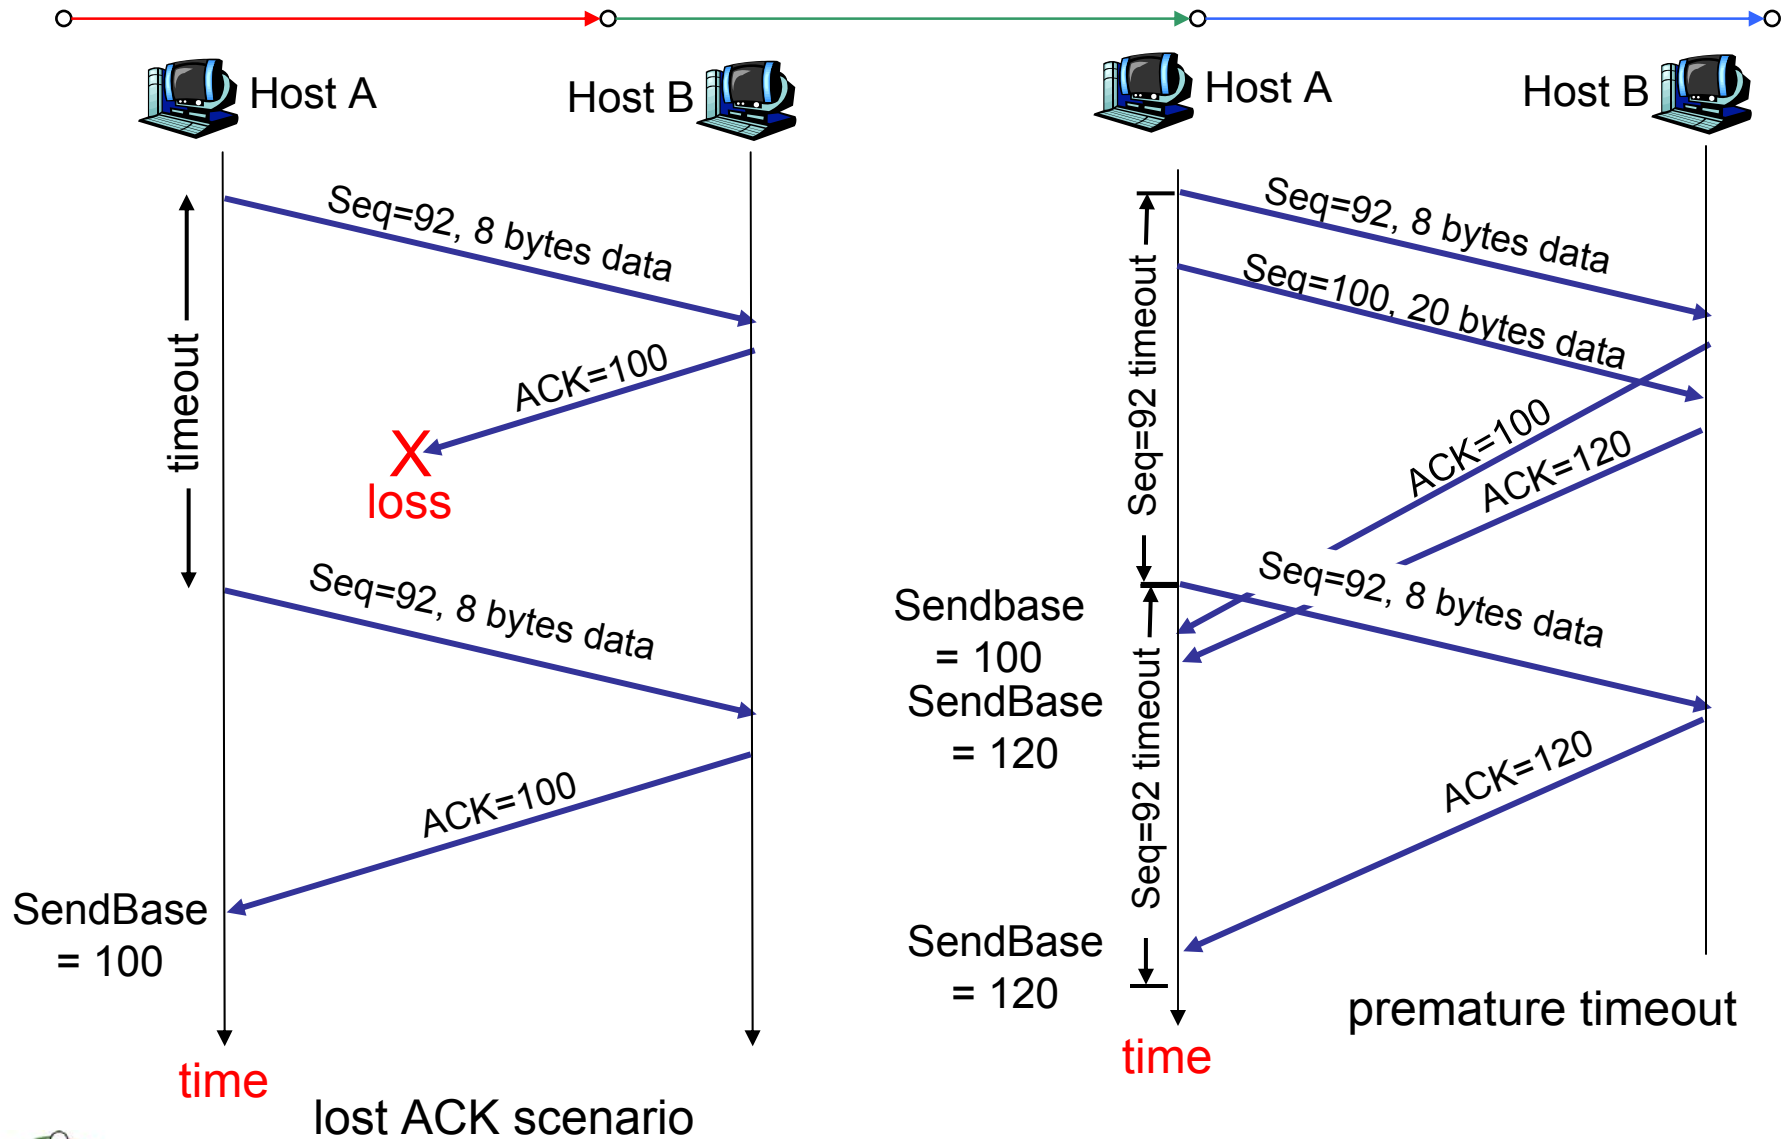 Host A
Host B
Seq=92, 8 bytes data
ACK=100
timeout
X
loss
Seq=92, 8 bytes data
ACK=100
SendBase
= 100
time
lost ACK scenario
Host A
Host B
Seq=92, 8 bytes data
Seq=100, 20 bytes data
Seq=92 timeout
ACK=100
ACK=120
Seq=92, 8 bytes data
Sendbase
= 100
SendBase
= 120
Seq=92 timeout
ACK=120
SendBase
= 120
premature timeout
time